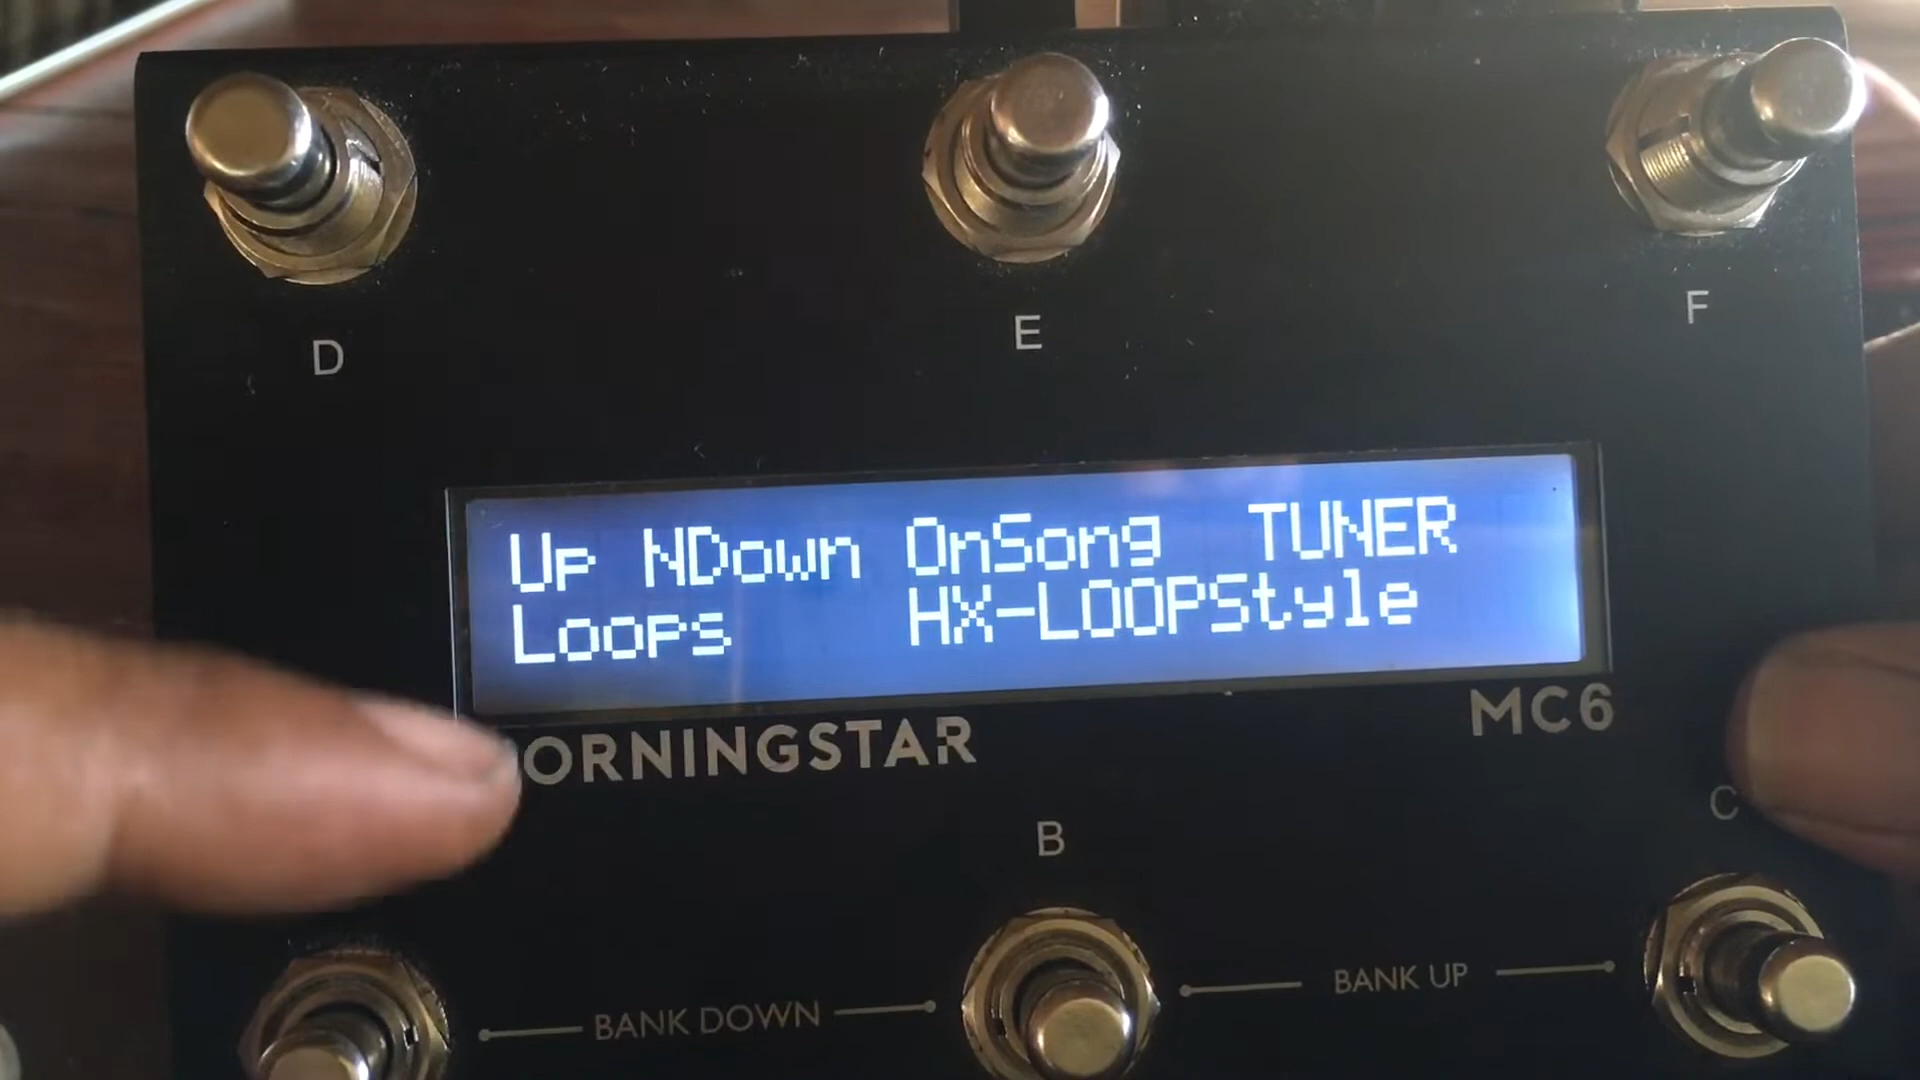 D
E
F
Up NDown OnSong TUNER
Loops HX-LOOPStyle
ORNINGSTAR
MC6
B
C
BANK DOWN
BANK UP